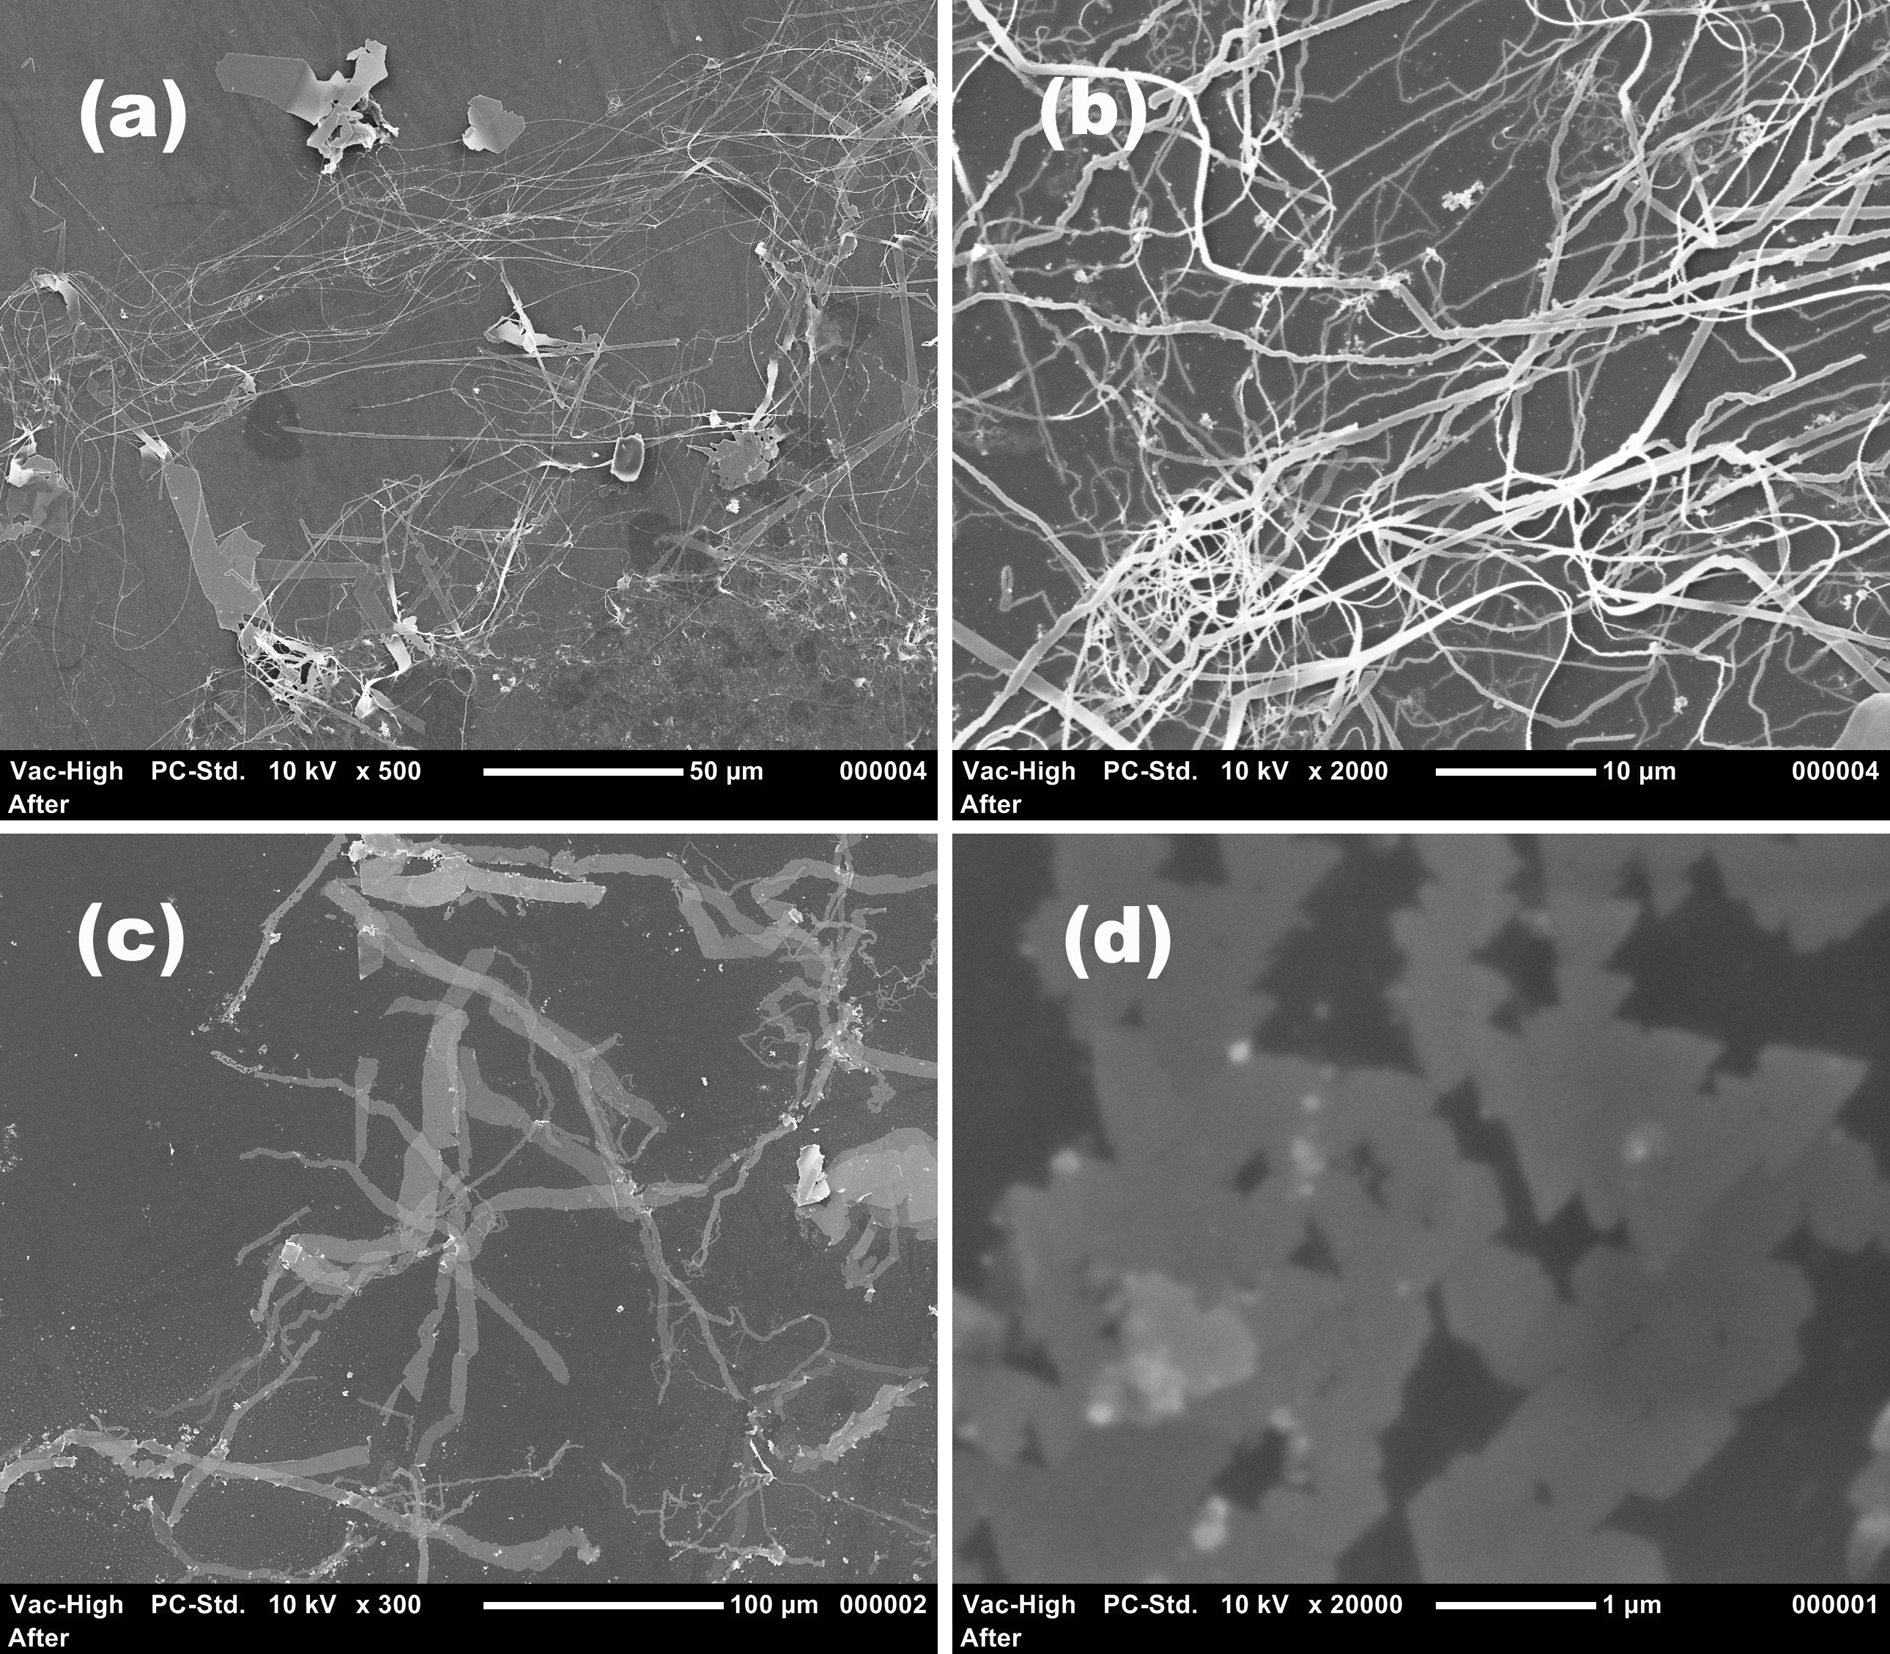 (a)
Vac-High PC-Std. 10 kV x 500 50 µm 000004
After
(b)
Vac-High PC-Std. 10 kV x 2000 10 µm 000004
After
(c)
Vac-High PC-Std. 10 kV x 300 100 µm 000002
After
(d)
Vac-High PC-Std. 10 kV x 20000 1 µm 000001
After